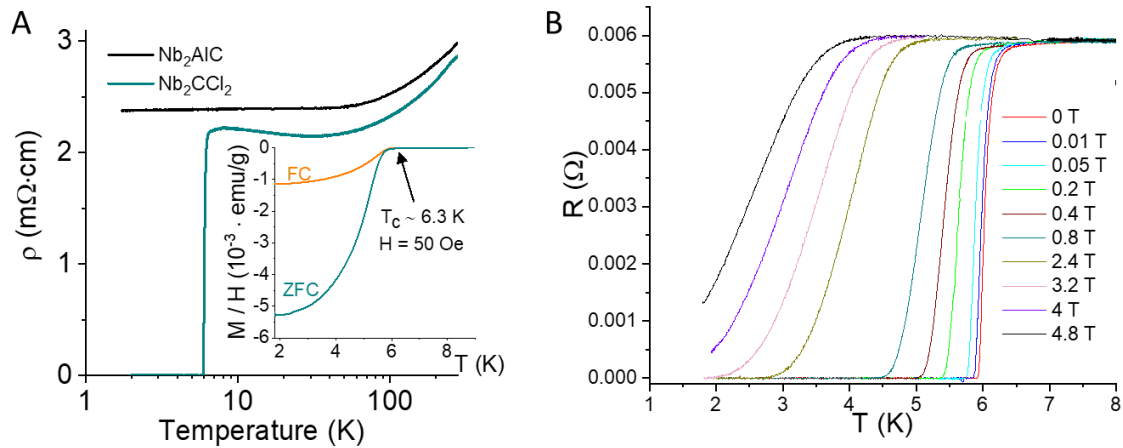 A
Nb₂AlC
Nb₂CCl₂
ρ (mΩ·cm)
3
2
1
0
1
10
100
Temperature (K)
M / H (10⁻³ · emu/g)
0
-1
-2
-3
-4
-5
-6
FC
ZFC
T_C ~ 6.3 K
H = 50 Oe
2
4
6
8
T (K)
B
R (Ω)
0.006
0.005
0.004
0.003
0.002
0.001
0.000
0 T
0.01 T
0.05 T
0.2 T
0.4 T
0.8 T
2.4 T
3.2 T
4 T
4.8 T
1
2
3
4
5
6
7
8
T (K)